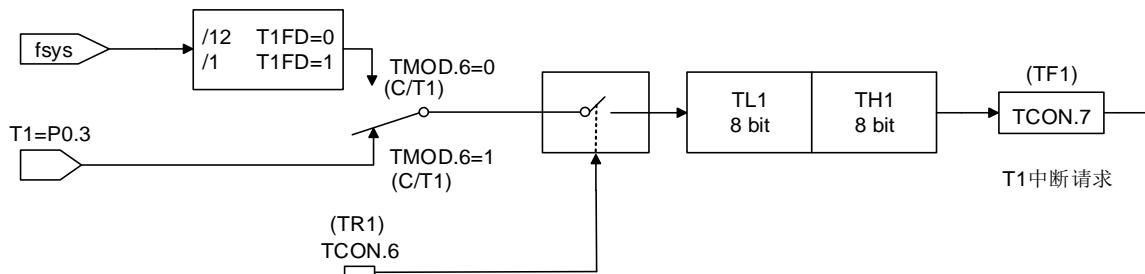 fsys
/12 T1FD=0
/1 T1FD=1
TMOD.6=0
(C/T1)
T1=P0.3
TMOD.6=1
(C/T1)
(TR1)
TCON.6
TL1
8 bit
TH1
8 bit
(TF1)
TCON.7
T1中断请求